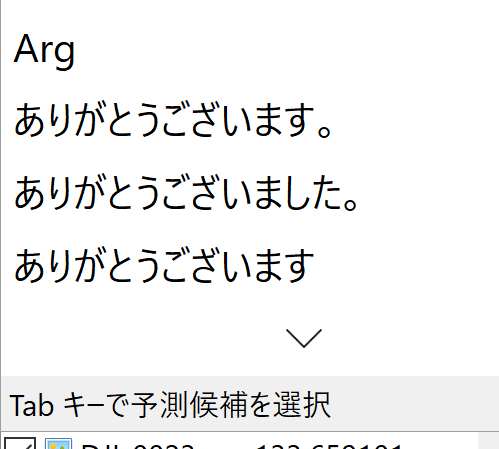 Arg
ありがとうございます。
ありがとうございました。
ありがとうございます
Tab キーで予測候補を選択